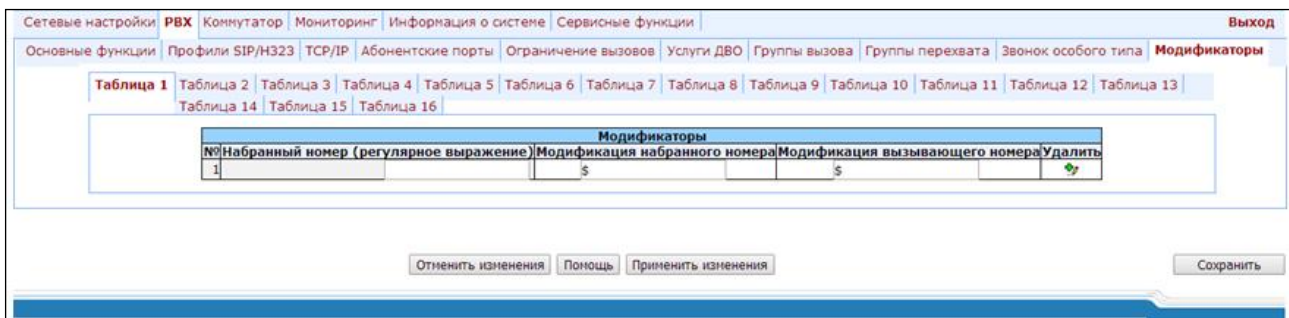 Сетевые настройки PBX Коммутатор Мониторинг Информация о системе Сервисные функции Выход
Основные функции Профили SIP/H323 TCP/IP Абонентские порты Ограничение вызовов Услуги ДВО Группы вызова Группы перехвата Звонок особого типа Модификаторы
Таблица 1 Таблица 2 Таблица 3 Таблица 4 Таблица 5 Таблица 6 Таблица 7 Таблица 8 Таблица 9 Таблица 10 Таблица 11 Таблица 12 Таблица 13
Таблица 14 Таблица 15 Таблица 16
Модификаторы
№ Набранный номер (регулярное выражение) Модификация набранного номера Модификация вызывающего номера Удалить
1 $ $
Отменить изменения Помощь Применить изменения Сохранить